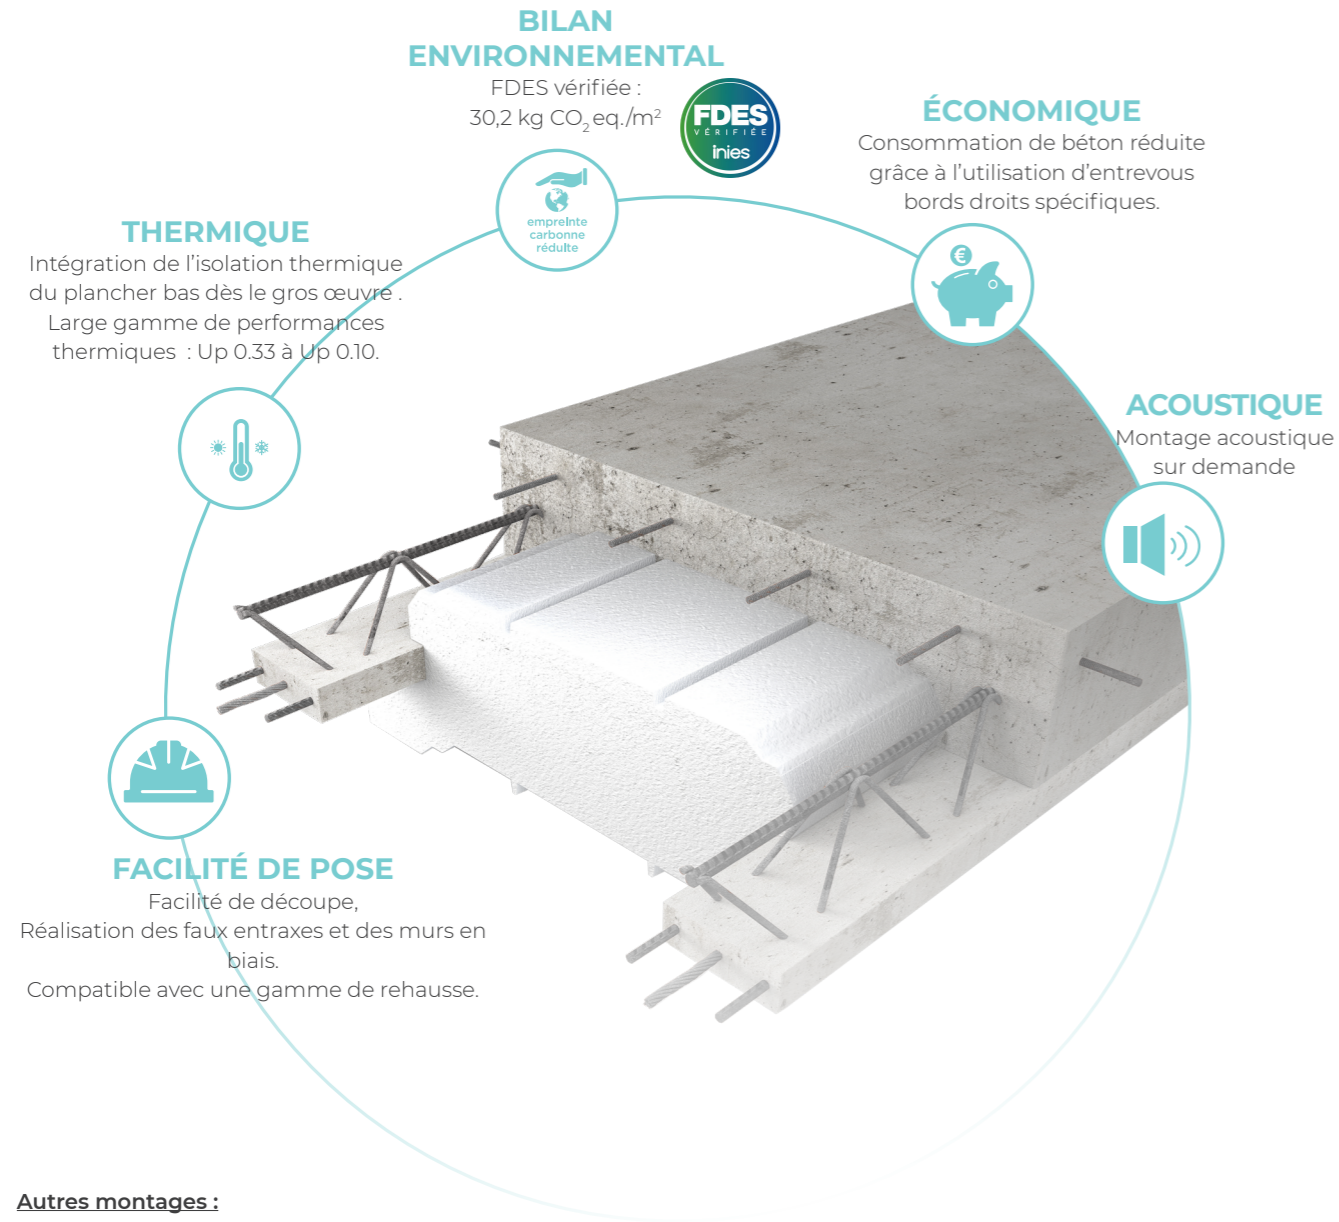 BILAN
ENVIRONNEMENTAL
FDES vérifiée :
30,2 kg CO2 eq./m²
FDES
VÉRIFIÉE
inies
empreinte
carbonne
réduite
ÉCONOMIQUE
Consommation de béton réduite
grâce à l’utilisation d’entrevous
bords droits spécifiques.
THERMIQUE
Intégration de l’isolation thermique
du plancher bas dès le gros œuvre .
Large gamme de performances
thermiques : Up 0.33 à Up 0.10.
ACOUSTIQUE
Montage acoustique
sur demande
FACILITÉ DE POSE
Facilité de découpe,
Réalisation des faux entraxes et des murs en
biais.
Compatible avec une gamme de rehausse.
Autres montages :